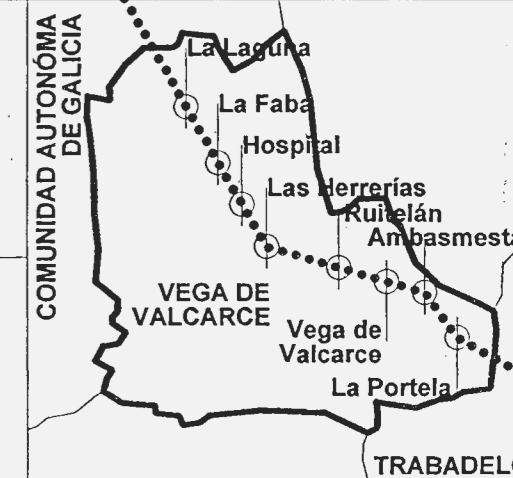 COMUNIDAD AUTONÓMA
DE GALICIA
La Laguna
La Faba
Hospital
Las Herrerías
Ruitelán
Ambasmesta
VEGA DE
VALCARCE
Vega de
Valcarce
La Portela
TRABADEL